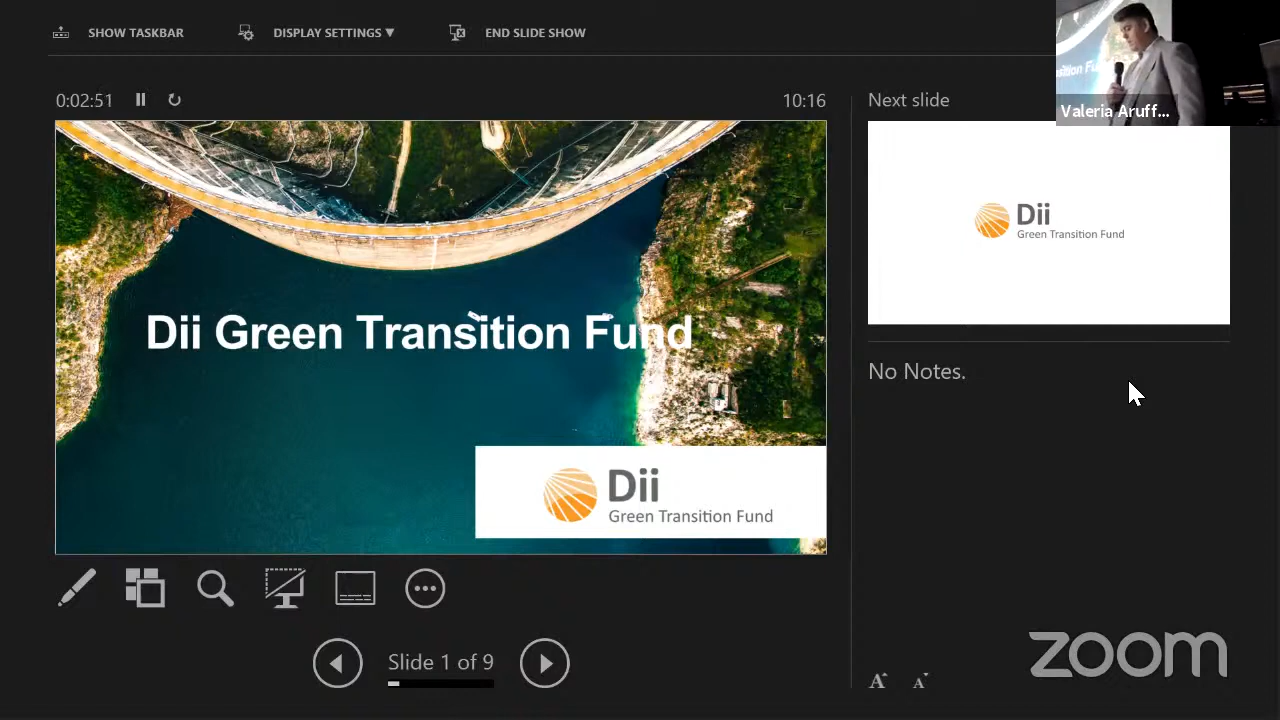 SHOW TASKBAR
DISPLAY SETTINGS ▼
END SLIDE SHOW
0:02:51
10:16
Next slide
Valeria Aruff...
Dii Green Transition Fund
Dii
Green Transition Fund
Dii
Green Transition Fund
No Notes.
Slide 1 of 9
A A
zoom